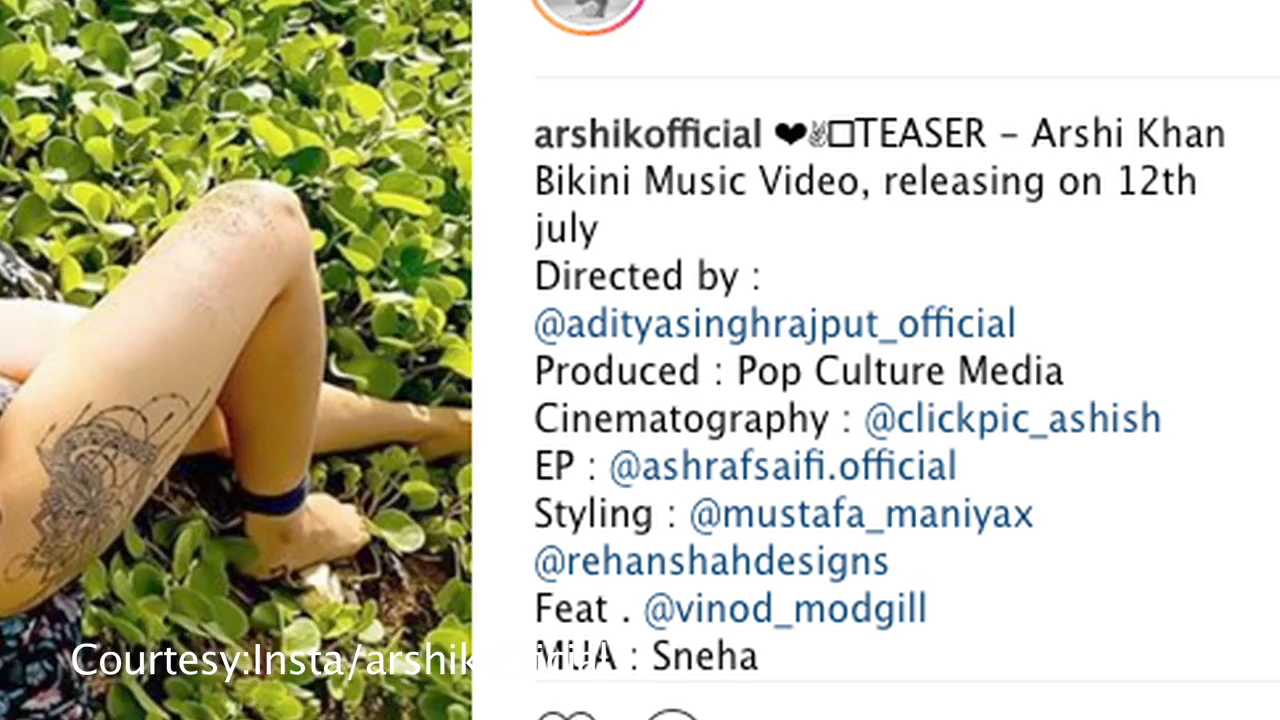 arshikofficial ❤✌□TEASER – Arshi Khan
Bikini Music Video, releasing on 12th
july
Directed by :
@adityasinghrajput_official
Produced : Pop Culture Media
Cinematography : @clickpic_ashish
EP : @ashrafsaifi.official
Styling : @mustafa_maniyax
@rehanshahdesigns
Feat . @vinod_modgill
: Sneha
Courtesy:Insta/arshikofficial